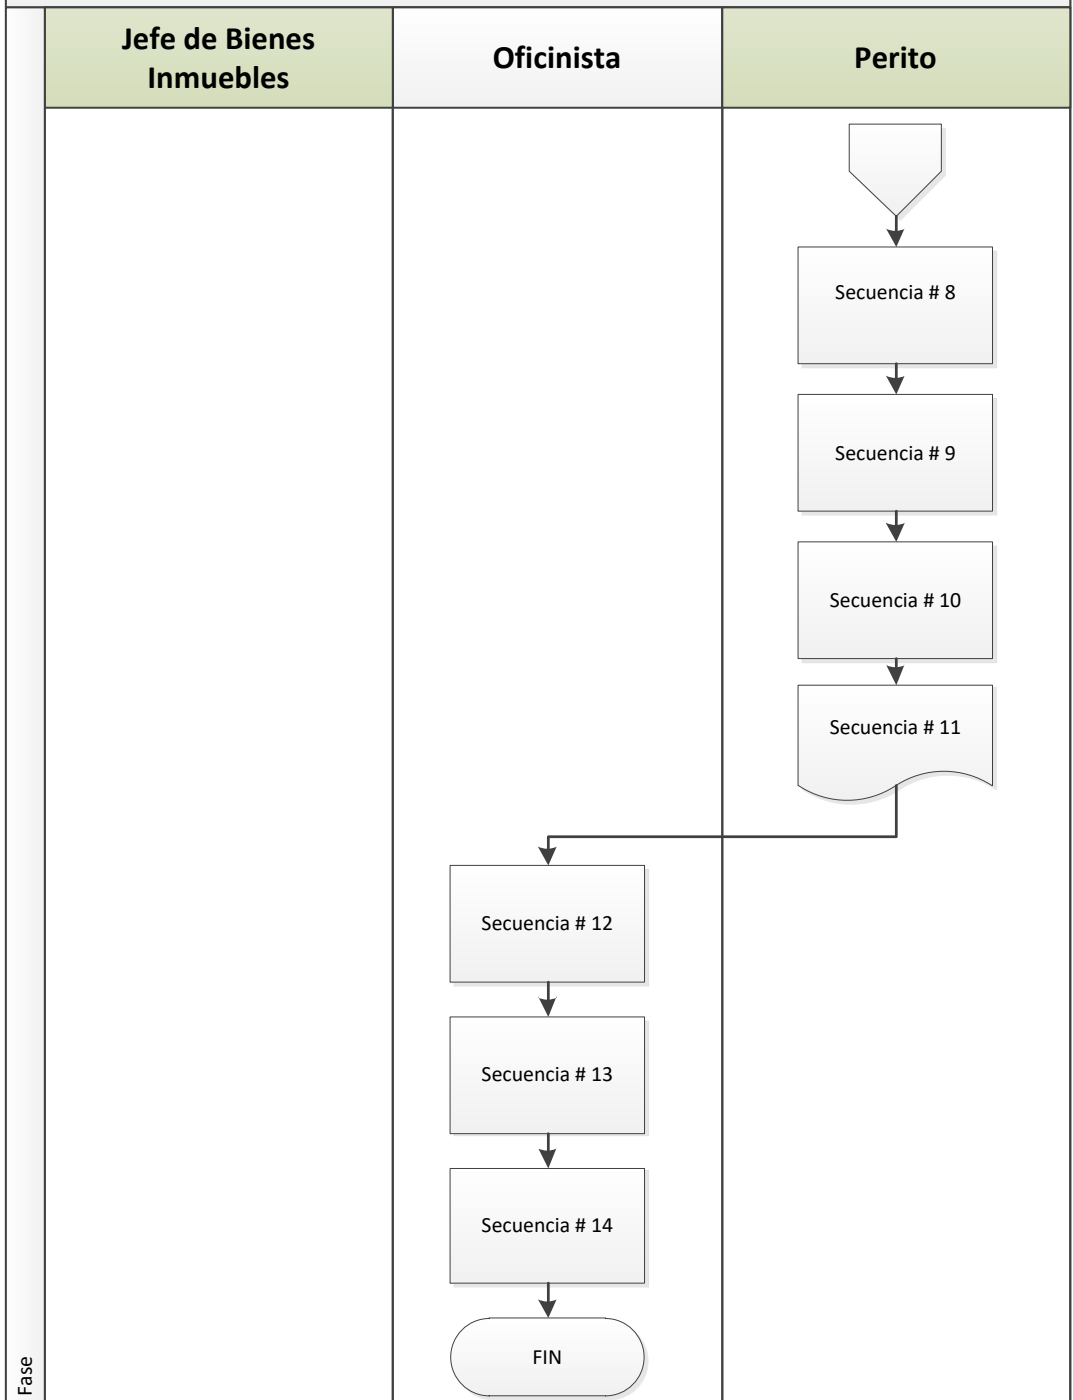 Jefe de Bienes
Inmuebles
Oficinista
Perito
Secuencia # 8
Secuencia # 9
Secuencia # 10
Secuencia # 11
Secuencia # 12
Secuencia # 13
Secuencia # 14
FIN
Fase